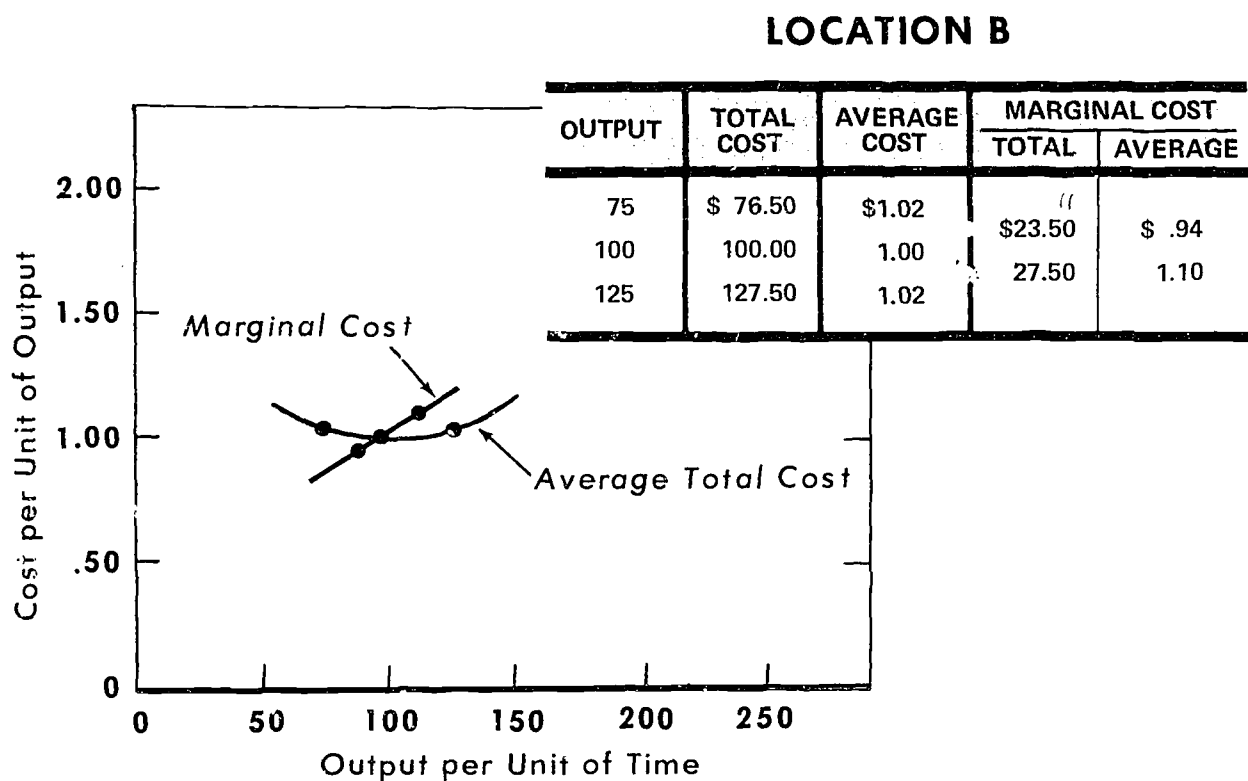 LOCATION B
OUTPUT TOTAL COST AVERAGE COST MARGINAL COST
TOTAL AVERAGE
75 $ 76.50 $1.02
$23.50 $ .94
100 100.00 1.00
27.50 1.10
125 127.50 1.02
Cost per Unit of Output
2.00
1.50
1.00
.50
0
Marginal Cost
Average Total Cost
0 50 100 150 200 250
Output per Unit of Time